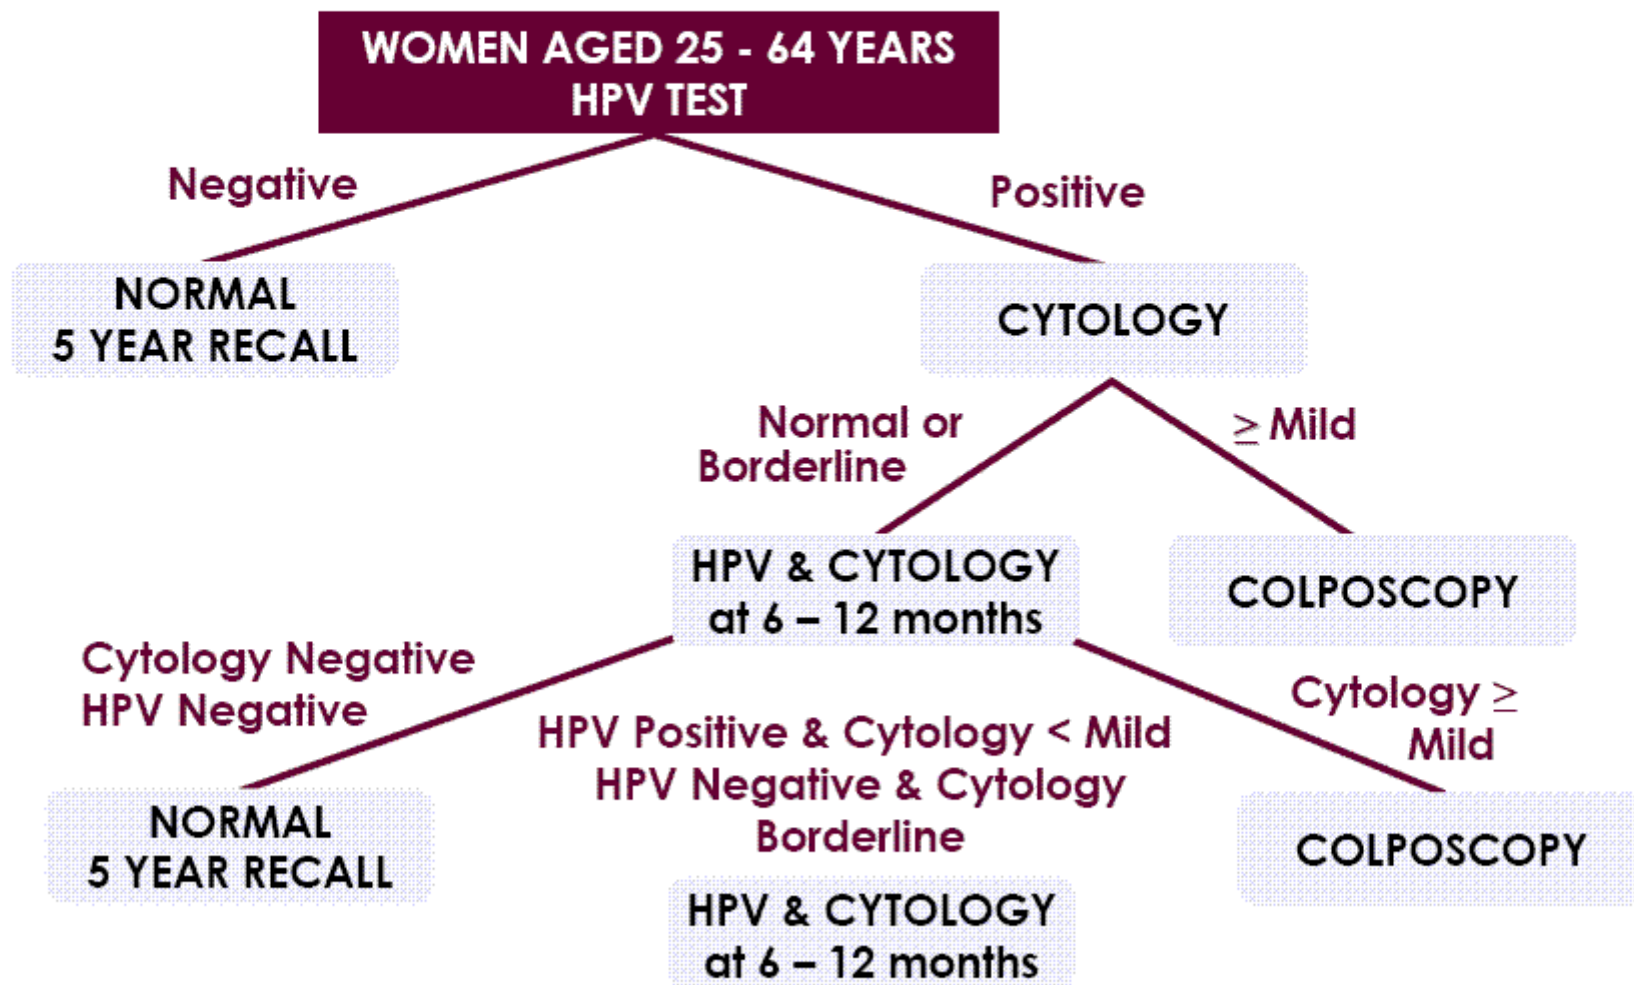 WOMEN AGED 25 - 64 YEARS
HPV TEST
Negative
Positive
NORMAL
5 YEAR RECALL
CYTOLOGY
Normal or
Borderline
≥ Mild
HPV & CYTOLOGY
at 6 – 12 months
COLPOSCOPY
Cytology Negative
HPV Negative
HPV Positive & Cytology < Mild
HPV Negative & Cytology
Borderline
Cytology ≥
Mild
NORMAL
5 YEAR RECALL
HPV & CYTOLOGY
at 6 – 12 months
COLPOSCOPY